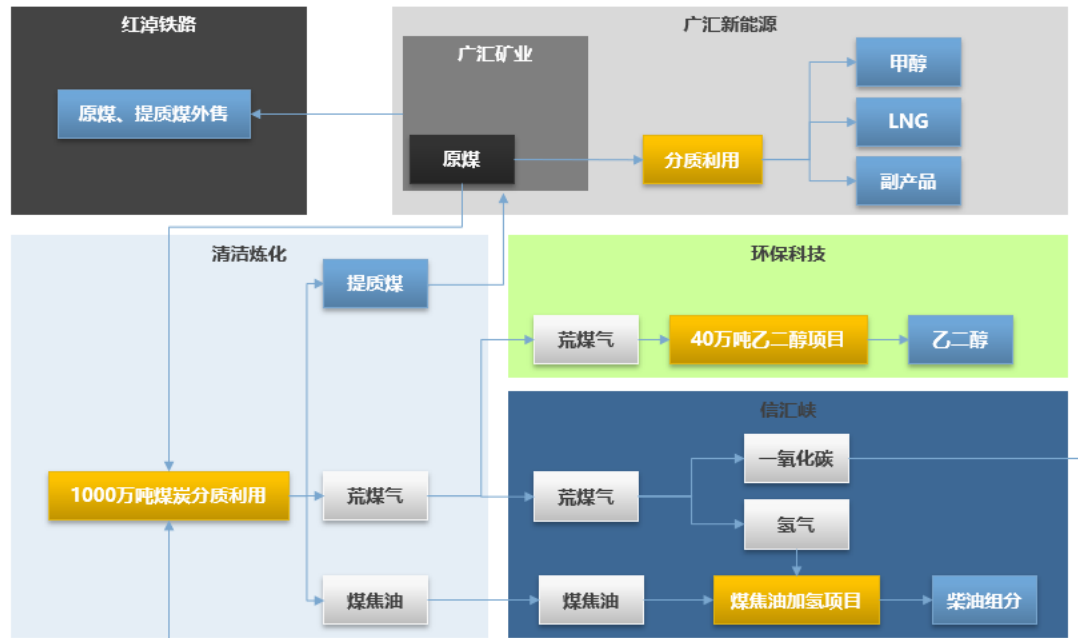 红淖铁路
原煤、提质煤外售
广汇新能源
广汇矿业
原煤
分质利用
甲醇
LNG
副产品
清洁炼化
提质煤
1000万吨煤炭分质利用
荒煤气
煤焦油
环保科技
荒煤气
40万吨乙二醇项目
乙二醇
信汇峡
荒煤气
一氧化碳
氢气
煤焦油
煤焦油加氢项目
柴油组分